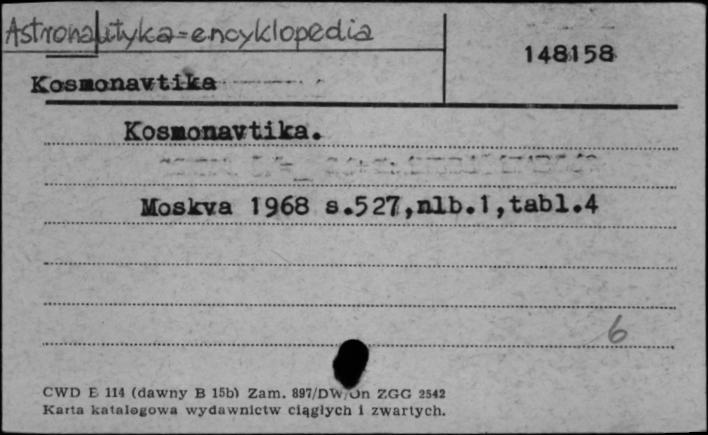 Astronautyka-encyklopedia
148158
Kosmonavtika
Kosmonavtika.
Moskva 1968 s.527,nlb.1,tabl.4
6
CWD E 114 (dawny B 15b) Zam. 897/DW/Un ZGG 2542
Karta katalogowa wydawnictw ciągłych i zwartych.